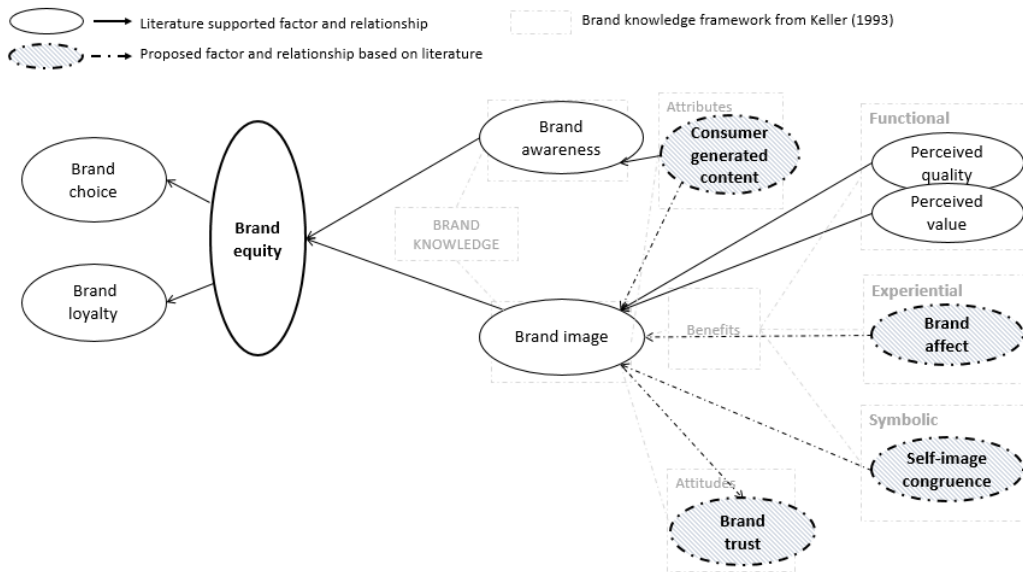 Literature supported factor and relationship
Brand knowledge framework from Keller (1993)
Proposed factor and relationship based on literature
Brand
choice
Brand
loyalty
Brand
equity
Brand
awareness
BRAND
KNOWLEDGE
Brand image
Attributes
Consumer
generated
content
Benefits
Attitudes
Brand
trust
Functional
Perceived
quality
Perceived
value
Experiential
Brand
affect
Symbolic
Self-image
congruence